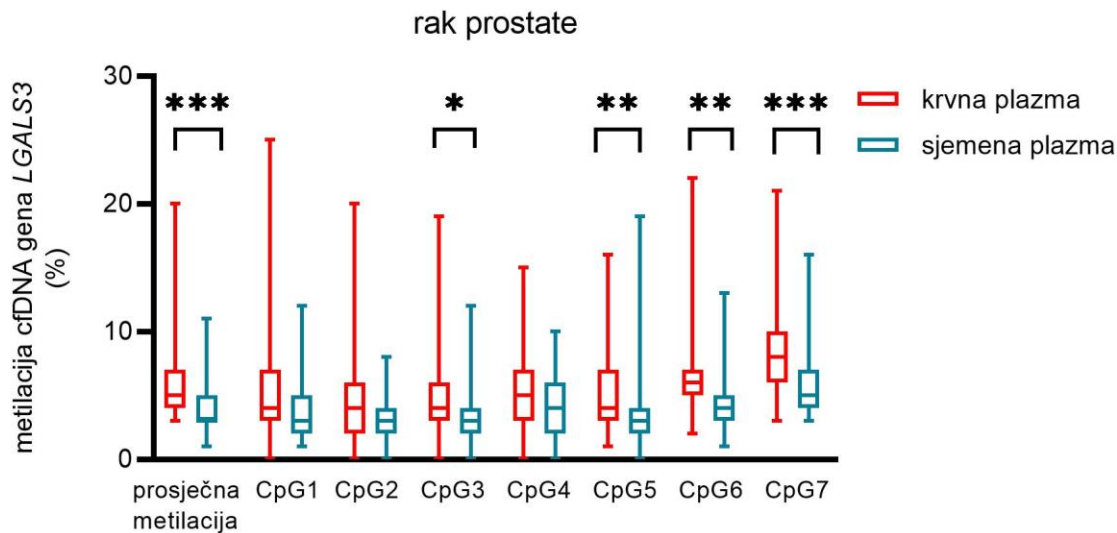 rak prostate
metilacija cfDNA gena LGALS3
(%)
30
20
10
0
*** * ** ** ***
krvna plazma
sjemena plazma
prosječna
metilacija
CpG1 CpG2 CpG3 CpG4 CpG5 CpG6 CpG7